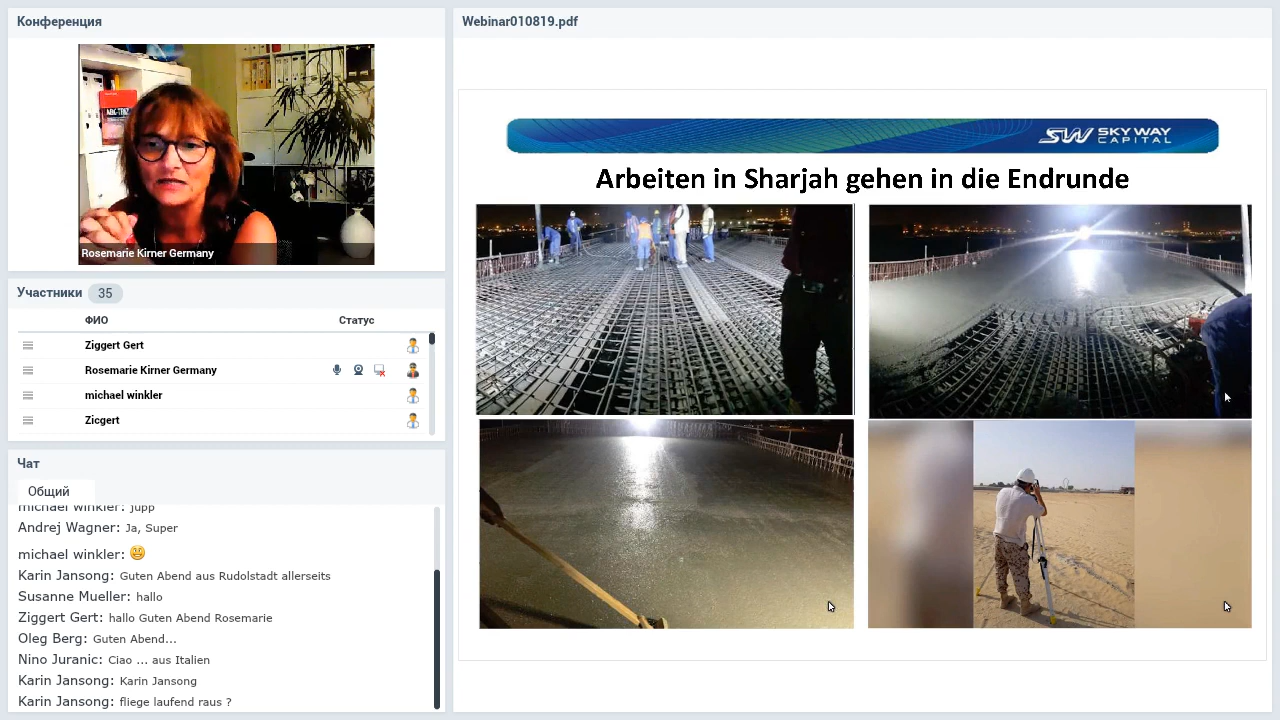 Конференция
Rosemarie Kirner Germany
Участники 35
ФИО Статус
Ziggert Gert
Rosemarie Kirner Germany
michael winkler
Zicgert
Чат
Общий
michael winkler: jupp
Andrej Wagner: Ja, Super
michael winkler:
Karin Jansong: Guten Abend aus Rudolstadt allerseits
Susanne Mueller: hallo
Ziggert Gert: hallo Guten Abend Rosemarie
Oleg Berg: Guten Abend...
Nino Juranic: Ciao ... aus Italien
Karin Jansong: Karin Jansong
Karin Jansong: fliege laufend raus ?
Webinar010819.pdf
SW SKY WAY
CAPITAL
Arbeiten in Sharjah gehen in die Endrunde